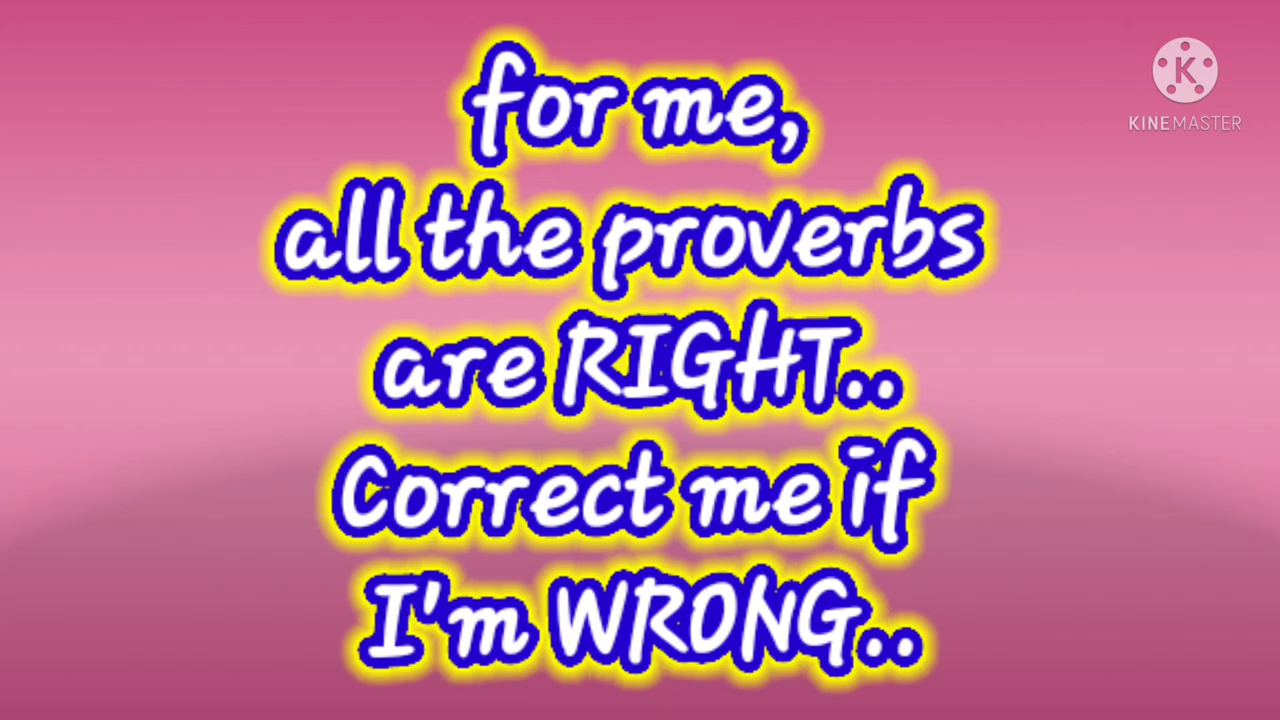 for me,
all the proverbs
are RIGHT..
Correct me if
I'm WRONG..
K
KINEMASTER